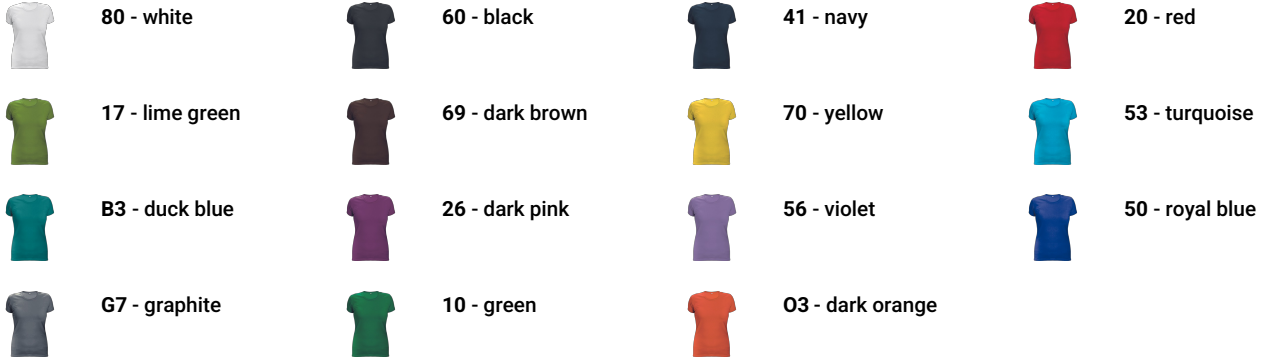 80 - white
60 - black
41 - navy
20 - red
17 - lime green
69 - dark brown
70 - yellow
53 - turquoise
B3 - duck blue
26 - dark pink
56 - violet
50 - royal blue
G7 - graphite
10 - green
O3 - dark orange